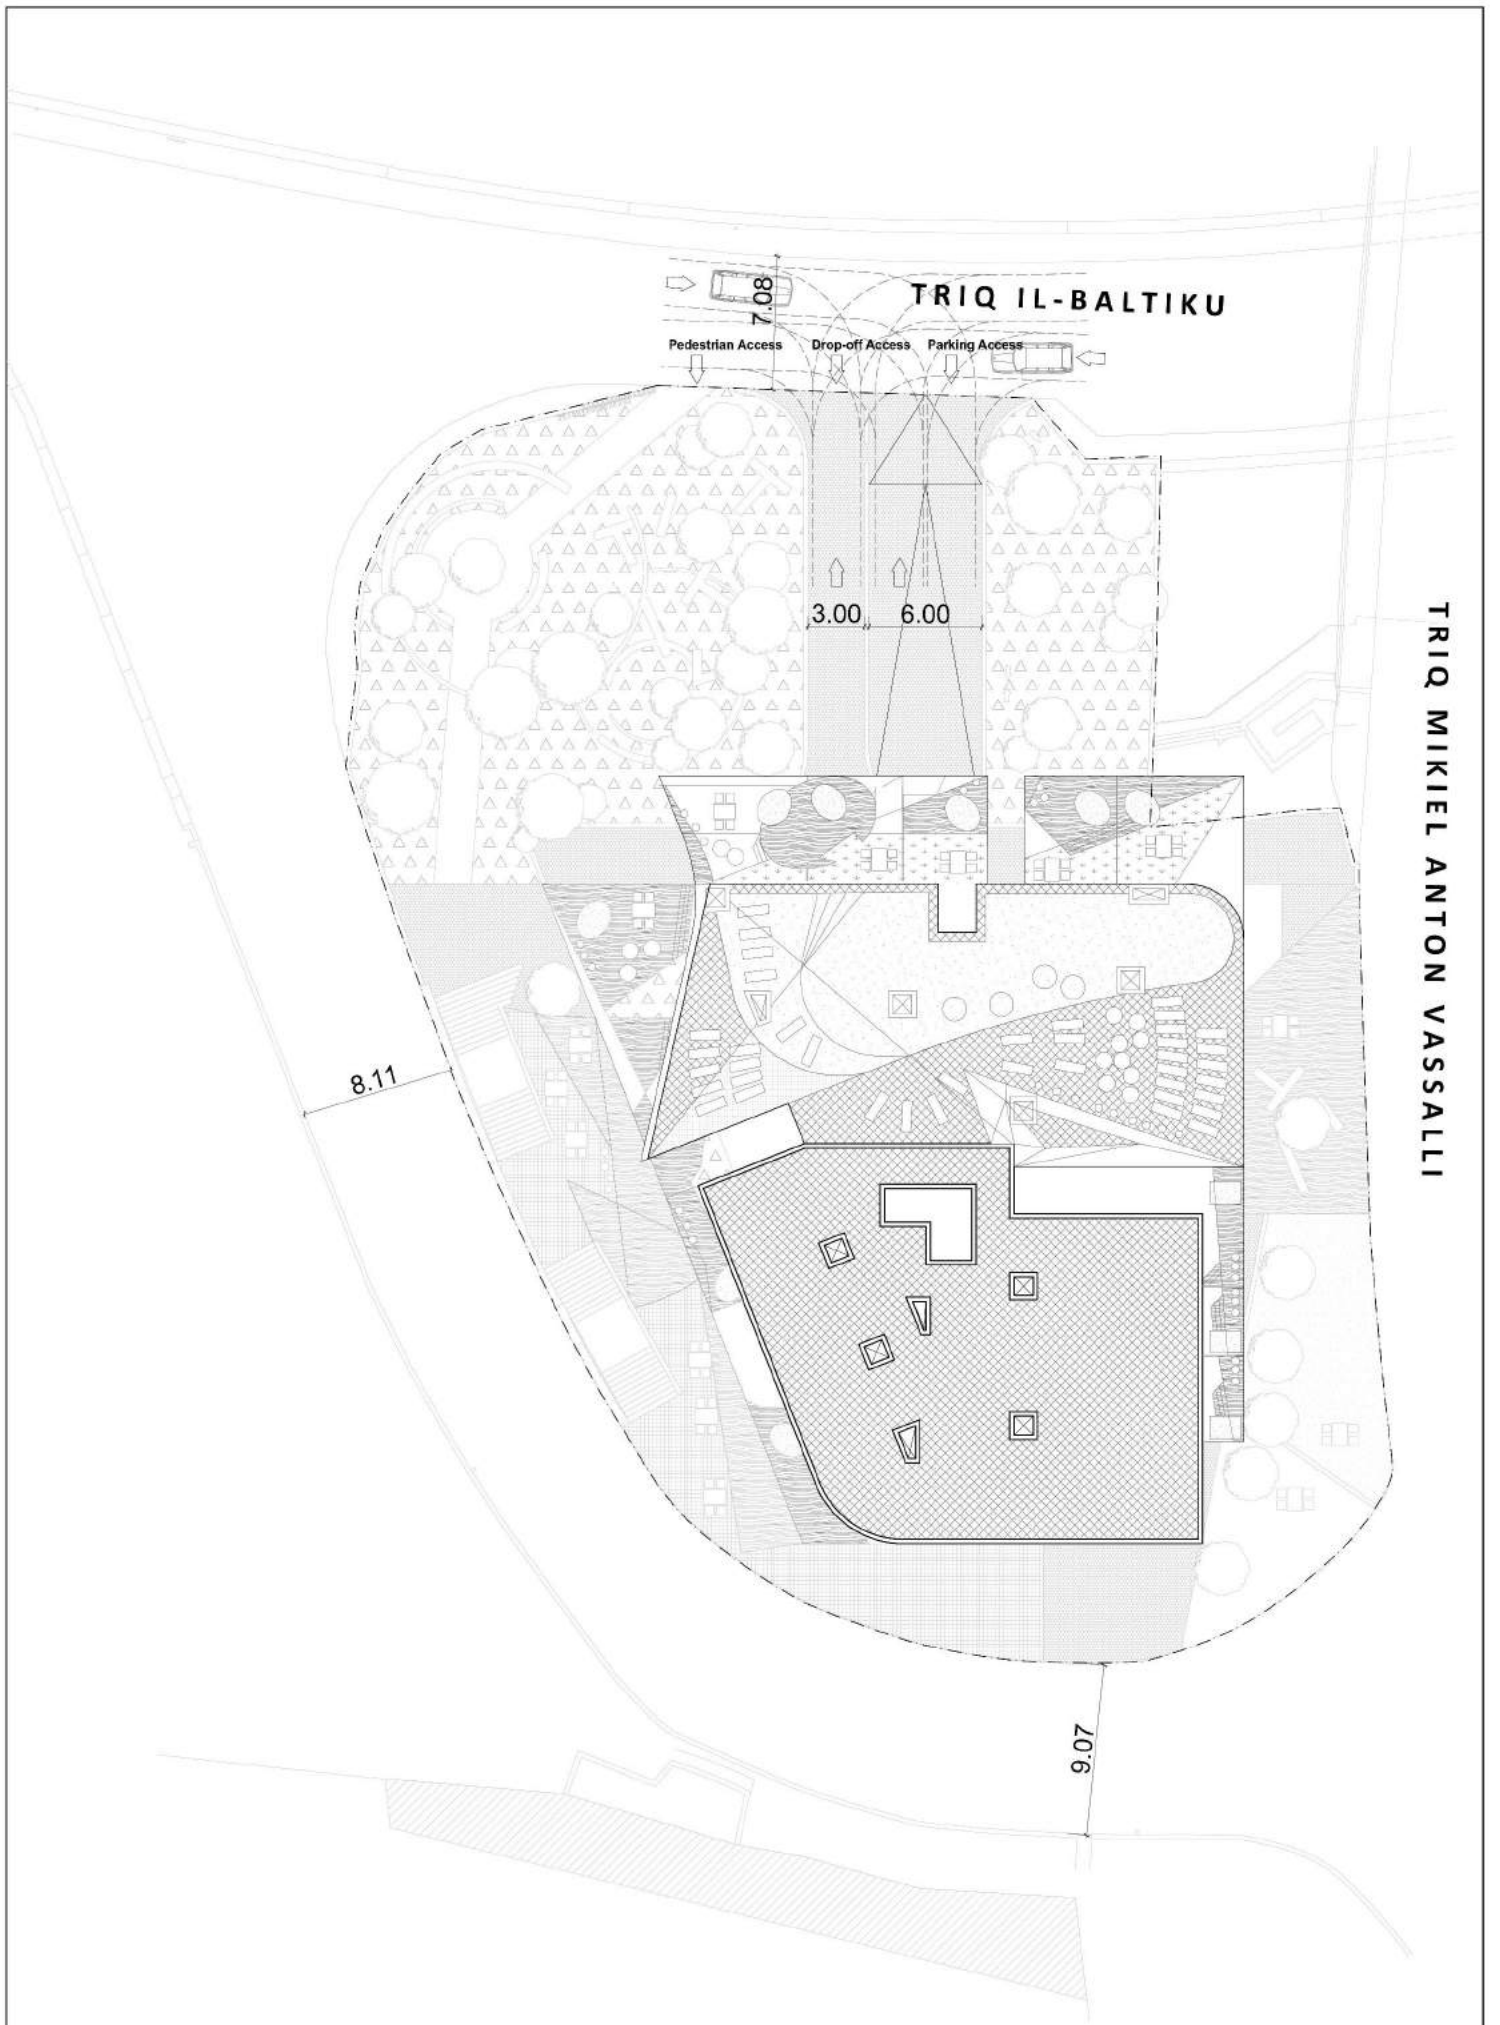 TRIQ IL-BALTIKU
7.08
Pedestrian Access
Drop-off Access
Parking Access
3.00
6.00
TRIQ MIKIEL ANTON VASSSALLI
8.11
9.07